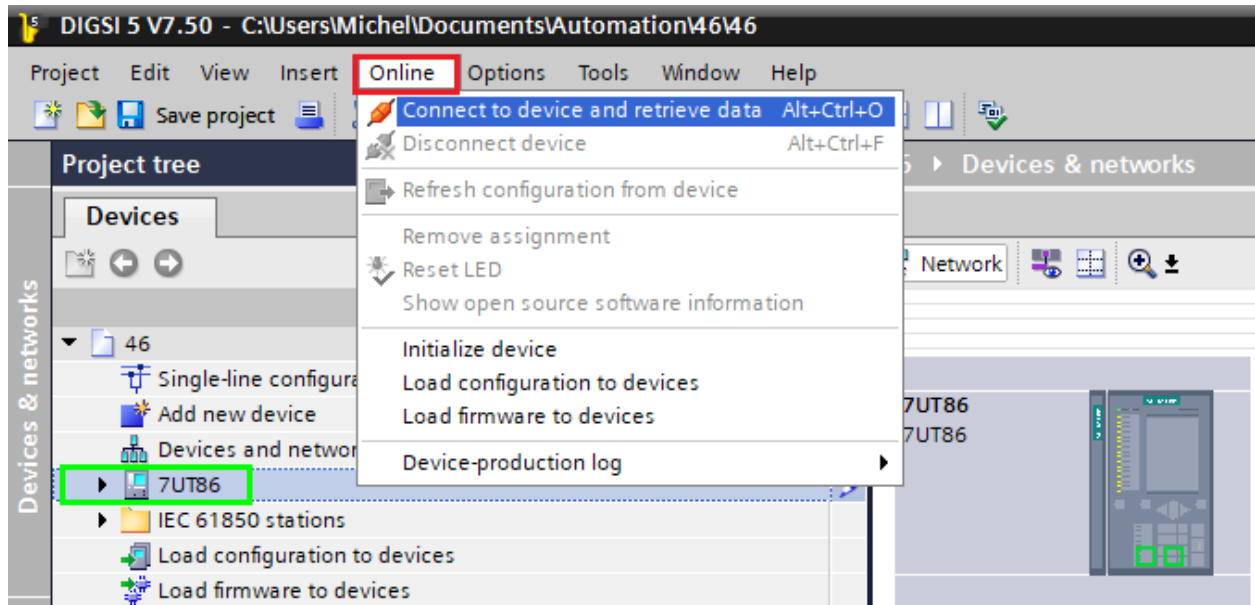 DIGSI 5 V7.50 - C:\Users\Michel\Documents\Automation\46\46
Project Edit View Insert Online Options Tools Window Help
Save project
Connect to device and retrieve data Alt+Ctrl+O
Disconnect device Alt+Ctrl+F
Refresh configuration from device
Remove assignment
Reset LED
Show open source software information
Initialize device
Load configuration to devices
Load firmware to devices
Device-production log
Project tree
Devices & networks
Devices
Network
Devices & networks
46
Single-line configura
Add new device
Devices and networ
7UT86
IEC 61850 stations
Load configuration to devices
Load firmware to devices
7UT86
7UT86